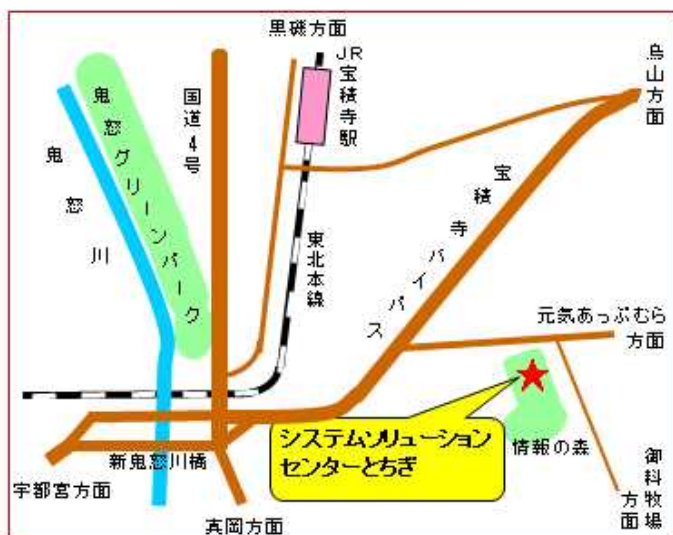 黒磯方面
JR宝積寺駅
烏山方面
国道4号
鬼怒グリーンパーク
鬼怒川
宝積寺バイパス
東北本線
元気あっぷむら
方面
システムソリューション
センターとちぎ
情報の森
新鬼怒川橋
宇都宮方面
真岡方面
御料牧場
方面